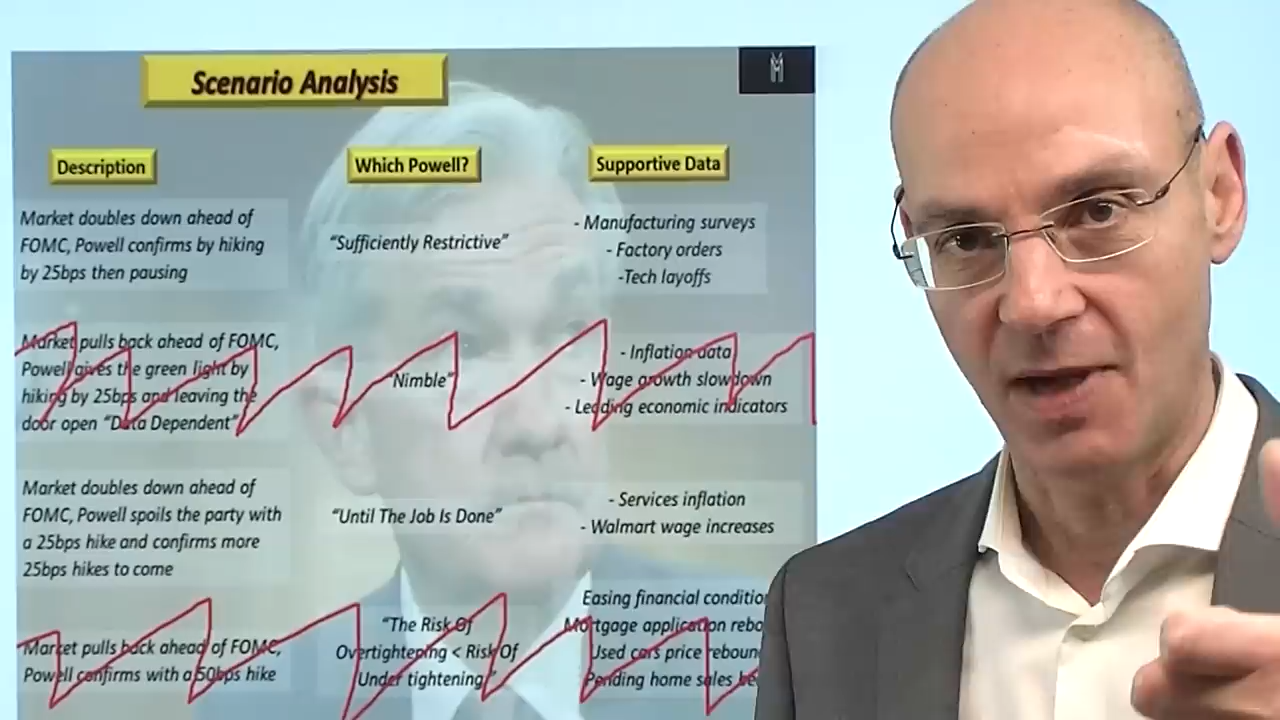 Scenario Analysis
Description
Which Powell?
Supportive Data
Market doubles down ahead of
FOMC, Powell confirms by hiking
by 25bps then pausing
“Sufficiently Restrictive”
- Manufacturing surveys
- Factory orders
-Tech layoffs
Market pulls back ahead of FOMC,
Powell gives the green light by
hiking by 25bps and leaving the
door open “Data Dependent”
“Nimble”
- Inflation data
- Wage growth slowdown
- Leading economic indicators
Market doubles down ahead of
FOMC, Powell spoils the party with
a 25bps hike and confirms more
25bps hikes to come
“Until The Job Is Done”
- Services inflation
- Walmart wage increases
Market pulls back ahead of FOMC,
Powell confirms with a 50bps hike
“The Risk Of
Overtightening < Risk Of
Under tightening”
Easing financial
Mortgage application
Used cars price
Pending home sales